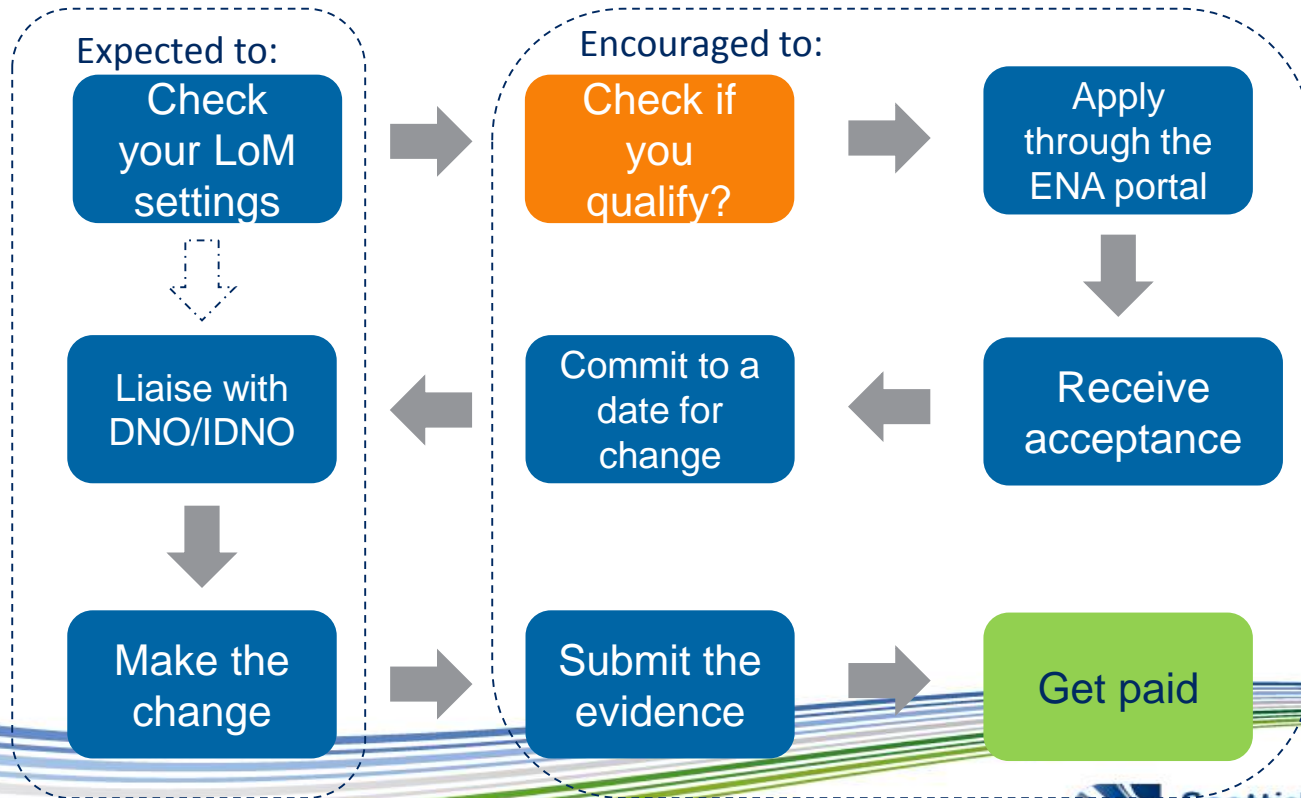 Expected to:
Encouraged to:
Check
your LoM
settings
Check if
you
qualify?
Apply
through the
ENA portal
Liaise with
DNO/IDNO
Commit to a
date for
change
Receive
acceptance
Make the
change
Submit the
evidence
Get paid